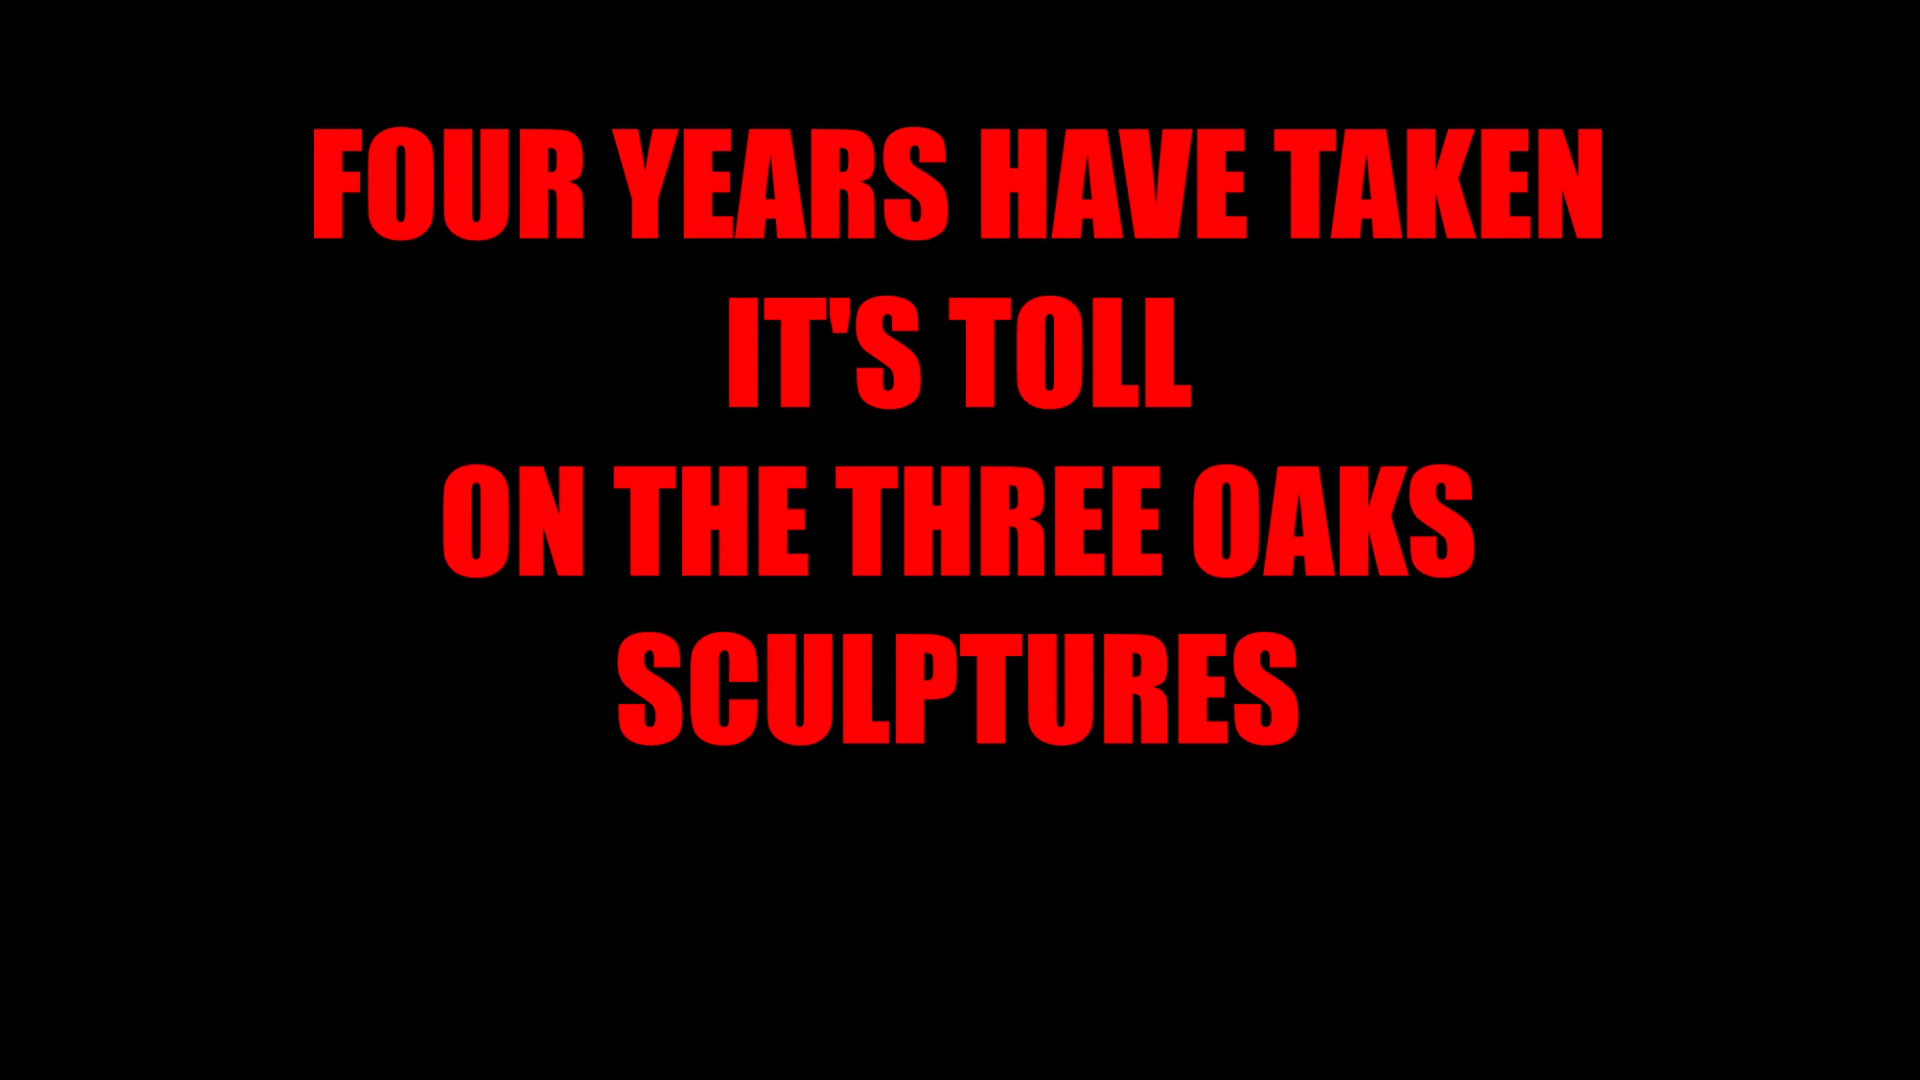 FOUR YEARS HAVE TAKEN
IT'S TOLL
ON THE THREE OAKS
SCULPTURES